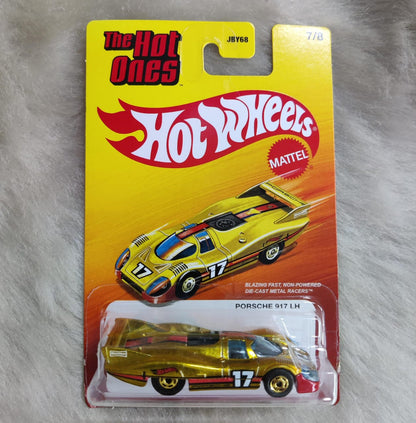 The Hot
Ones
JBY68
7/8
Hot Wheels
MATTEL
17
BLAZING FAST, NON-POWERED
DIE-CAST METAL RACERS™
PORSCHE 917 LH
17